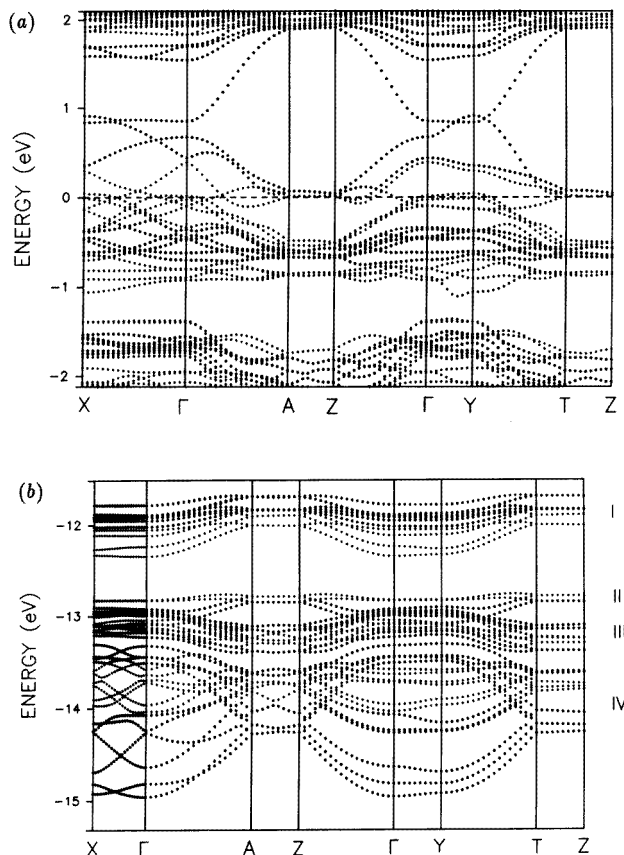 (a)
2
1
0
-1
-2
ENERGY (eV)
X Γ A Z Γ Y T Z
(b)
-12
-13
-14
-15
ENERGY (eV)
I
II
III
IV
X Γ A Z Γ Y T Z